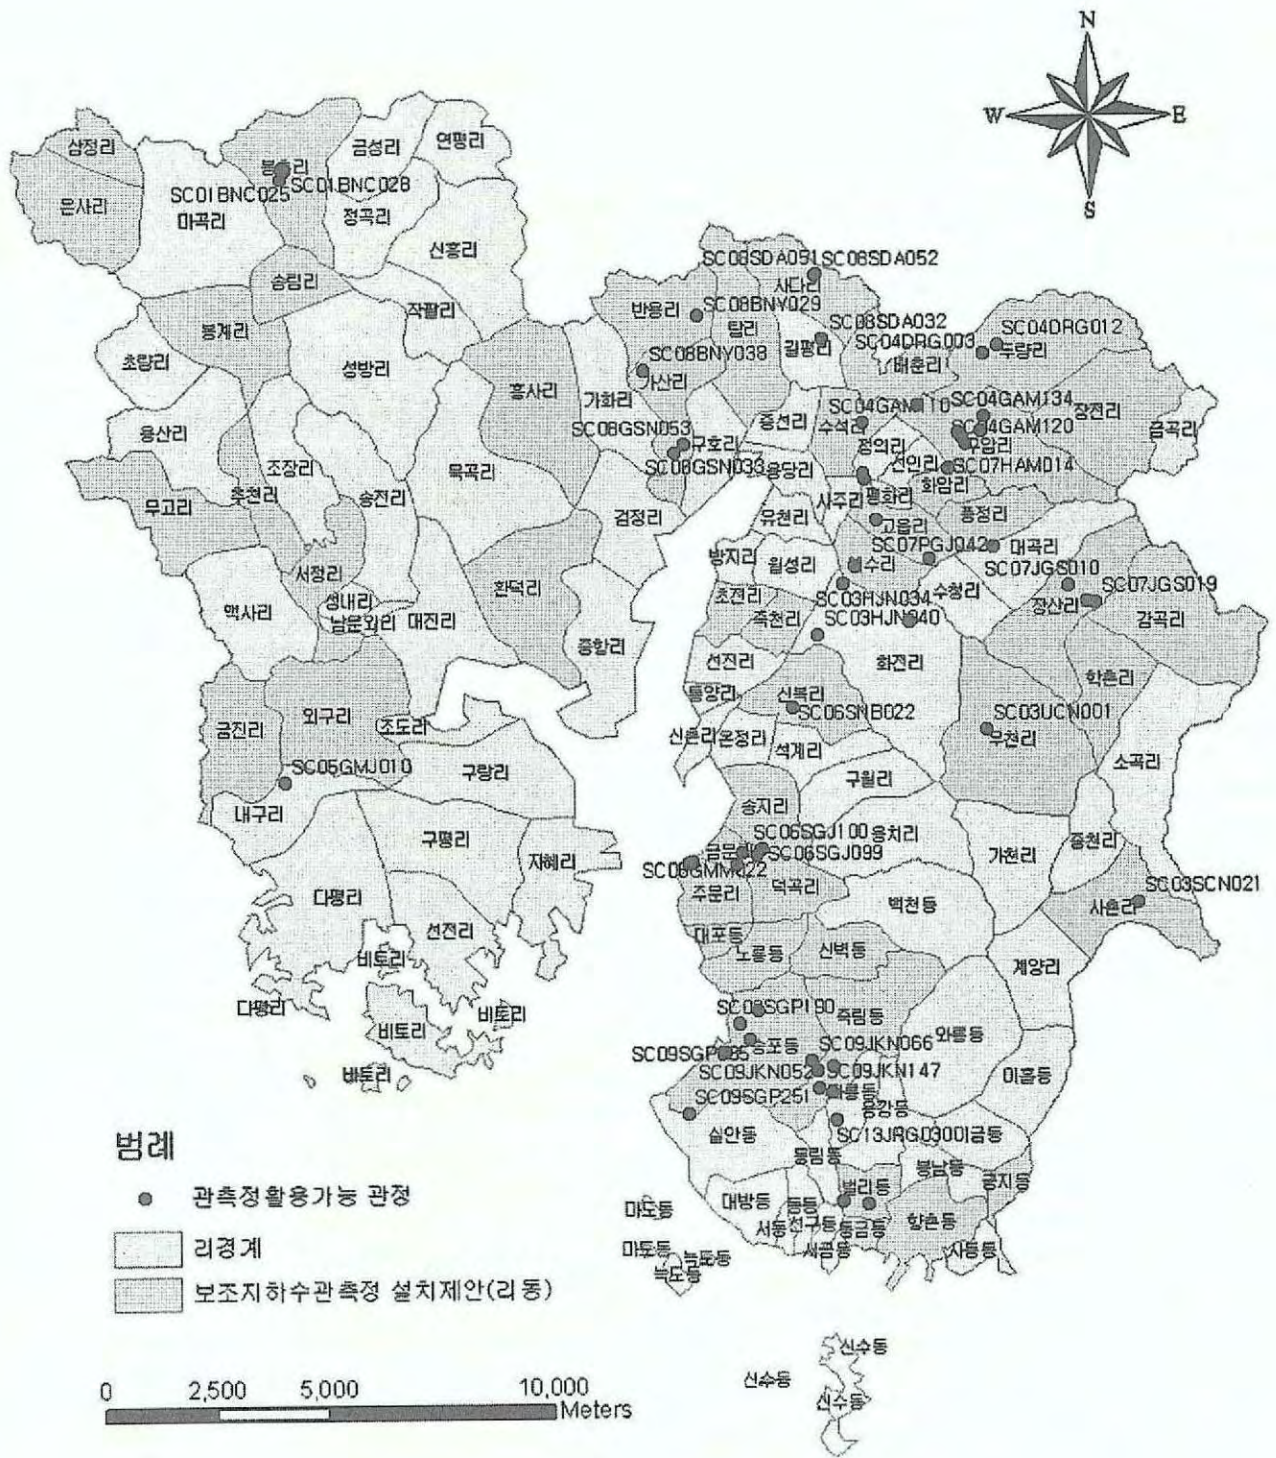 N
W
E
S
삼정리
은사리
마곡리
SC01BNC025
SC01BNC028
금성리
연평리
정곡리
신흥리
송림리
작팔리
봉계리
초량리
성방리
흥사리
용산리
조장리
추천리
송전리
묵곡리
무고리
서정리
성내리
남문외리
대진리
맥사리
환덕리
중항리
검정리
가화리
금진리
외구리
조도리
구랑리
SC05GMJ010
내구리
구평리
자혜리
다평리
선전리
비토리
다평리
비토리
비토리
비토리
SC08SDA051
SC08SDA052
사다리
반용리
SC08BNY029
탑리
SC08SDA032
길평리
SC04DRG003
SC04DRG012
두량리
배춘리
SC08BNY038
가산리
SC08GSN053
구호리
SC08GSN033
증선리
수석리
SC04GAM110
SC04GAM134
장전리
SC04GAM120
구암리
금곡리
정의리
선인리
SC07HAM014
화암리
용당리
사주리
평화리
유천리
고읍리
풍정리
SC07PGJ042
대곡리
방지리
월성리
SC07JGS010
SC07JGS019
장산리
감곡리
초전리
죽천리
SC03HJN034
수청리
SC03HJN040
화전리
선진리
학촌리
통양리
신복리
SC06SNB022
SC03UCN001
우천리
신촌리
온정리
석계리
소곡리
구월리
송지리
SC06SGJ100
용치리
SC06SGJ099
SC06GMM022
가천리
중천리
주문리
덕곡리
SC03SCN021
사촌리
백천동
대포동
노룡동
신벽동
계양리
죽림동
와룡동
SC09SGP190
송포동
SC09JKN066
SC09JKN052
SC09JKN147
이홀동
SC09SGP251
용강동
실안동
SC13JRG030
이금동
동림동
봉남동
궁지동
벌리동
대방동
동동
서동
선구동
동금동
향촌동
서금동
사등동
마도동
마도동
늑도동
늑도동
신수동
신수동
신수동
범례
관측정활용가능 관정
리경계
보조지하수관측정 설치제안(리동)
0
2,500
5,000
10,000
Meters